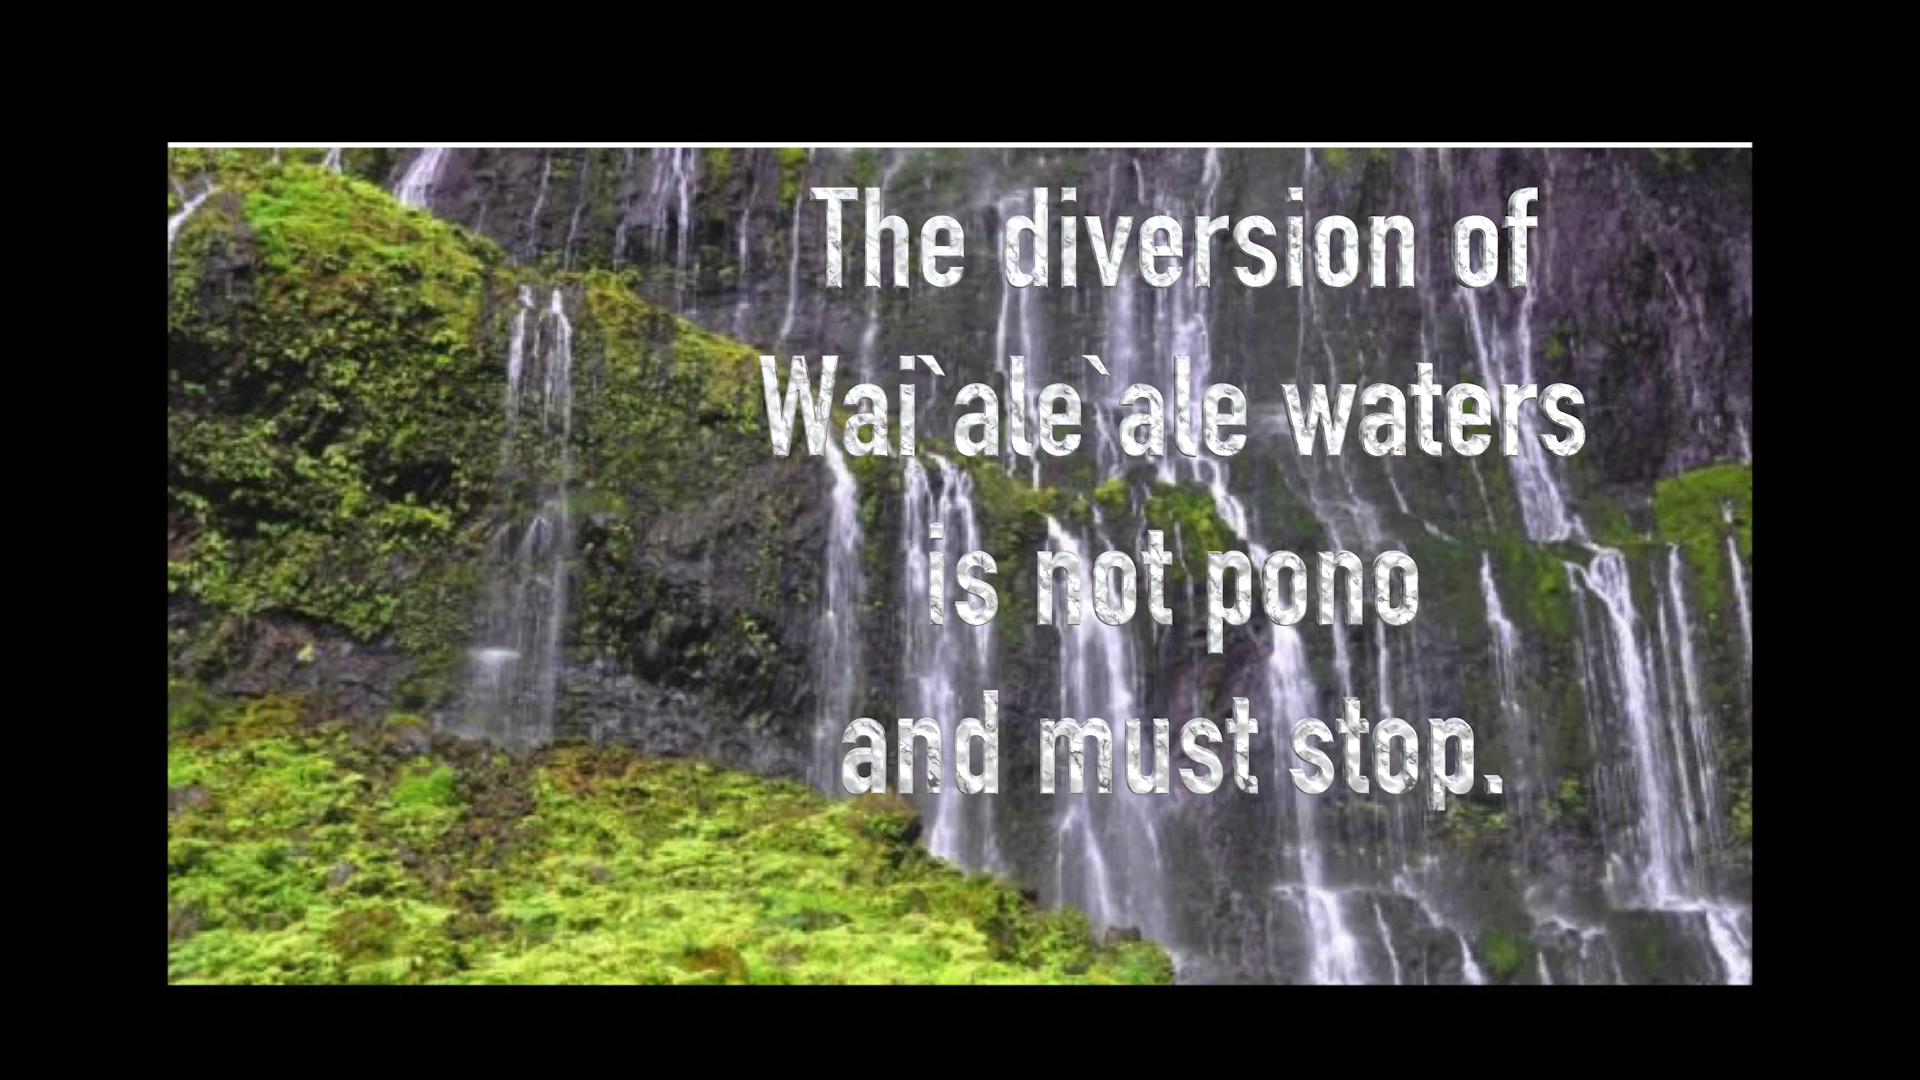 The diversion of
Wai`ale`ale waters
is not pono
and must stop.